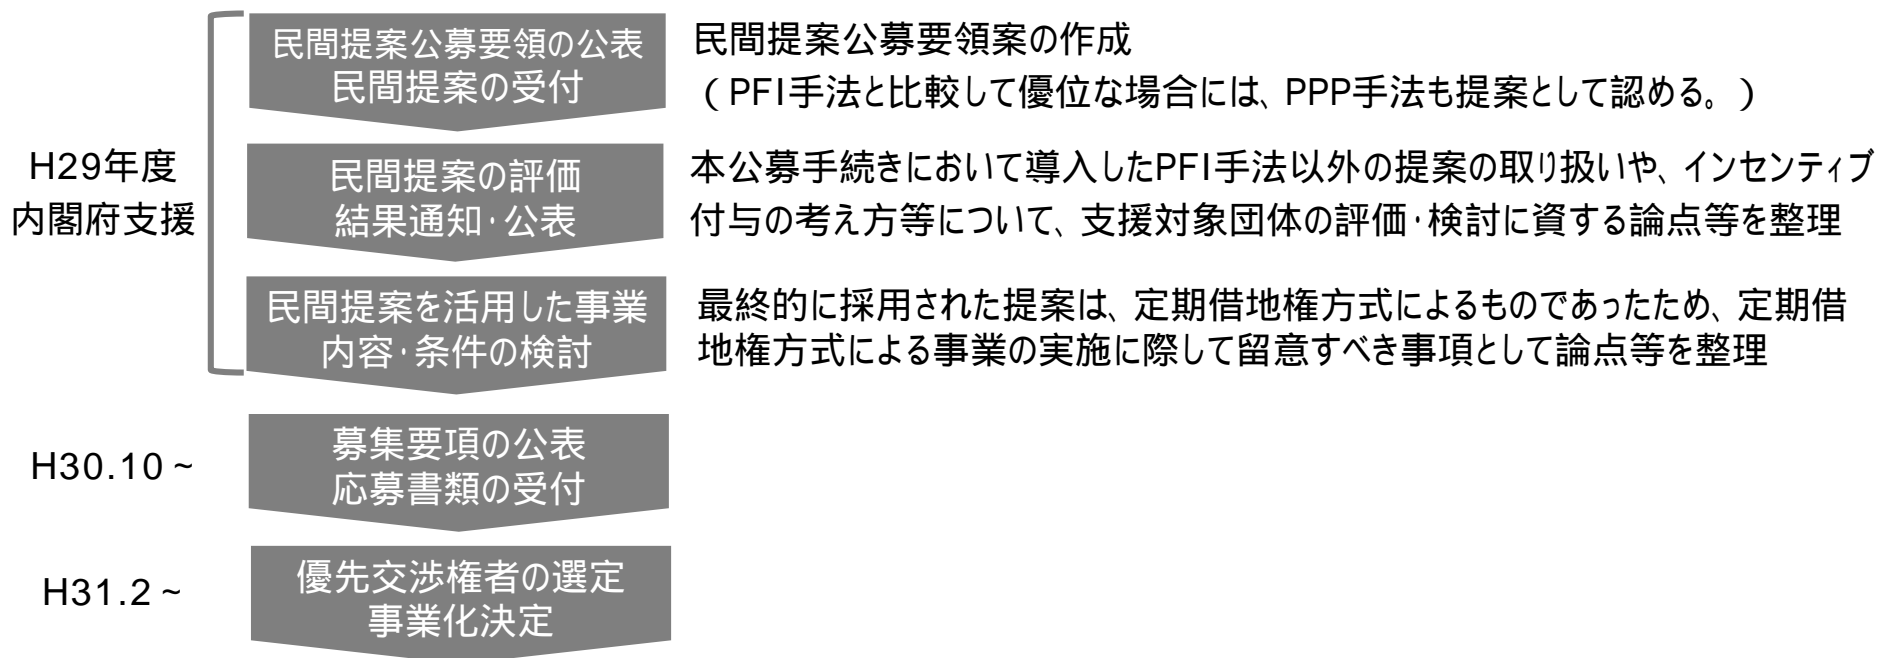 民間提案公募要領の公表
民間提案の受付
民間提案公募要領案の作成
（PFI手法と比較して優位な場合には、PPP手法も提案として認める。）
H29年度
内閣府支援
民間提案の評価
結果通知・公表
本公募手続きにおいて導入したPFI手法以外の提案の取り扱いや、インセンティブ
付与の考え方等について、支援対象団体の評価・検討に資する論点等を整理
民間提案を活用した事業
内容・条件の検討
最終的に採用された提案は、定期借地権方式によるものであったため、定期借
地権方式による事業の実施に際して留意すべき事項として論点等を整理
H30.10～
募集要項の公表
応募書類の受付
H31.2～
優先交渉権者の選定
事業化決定